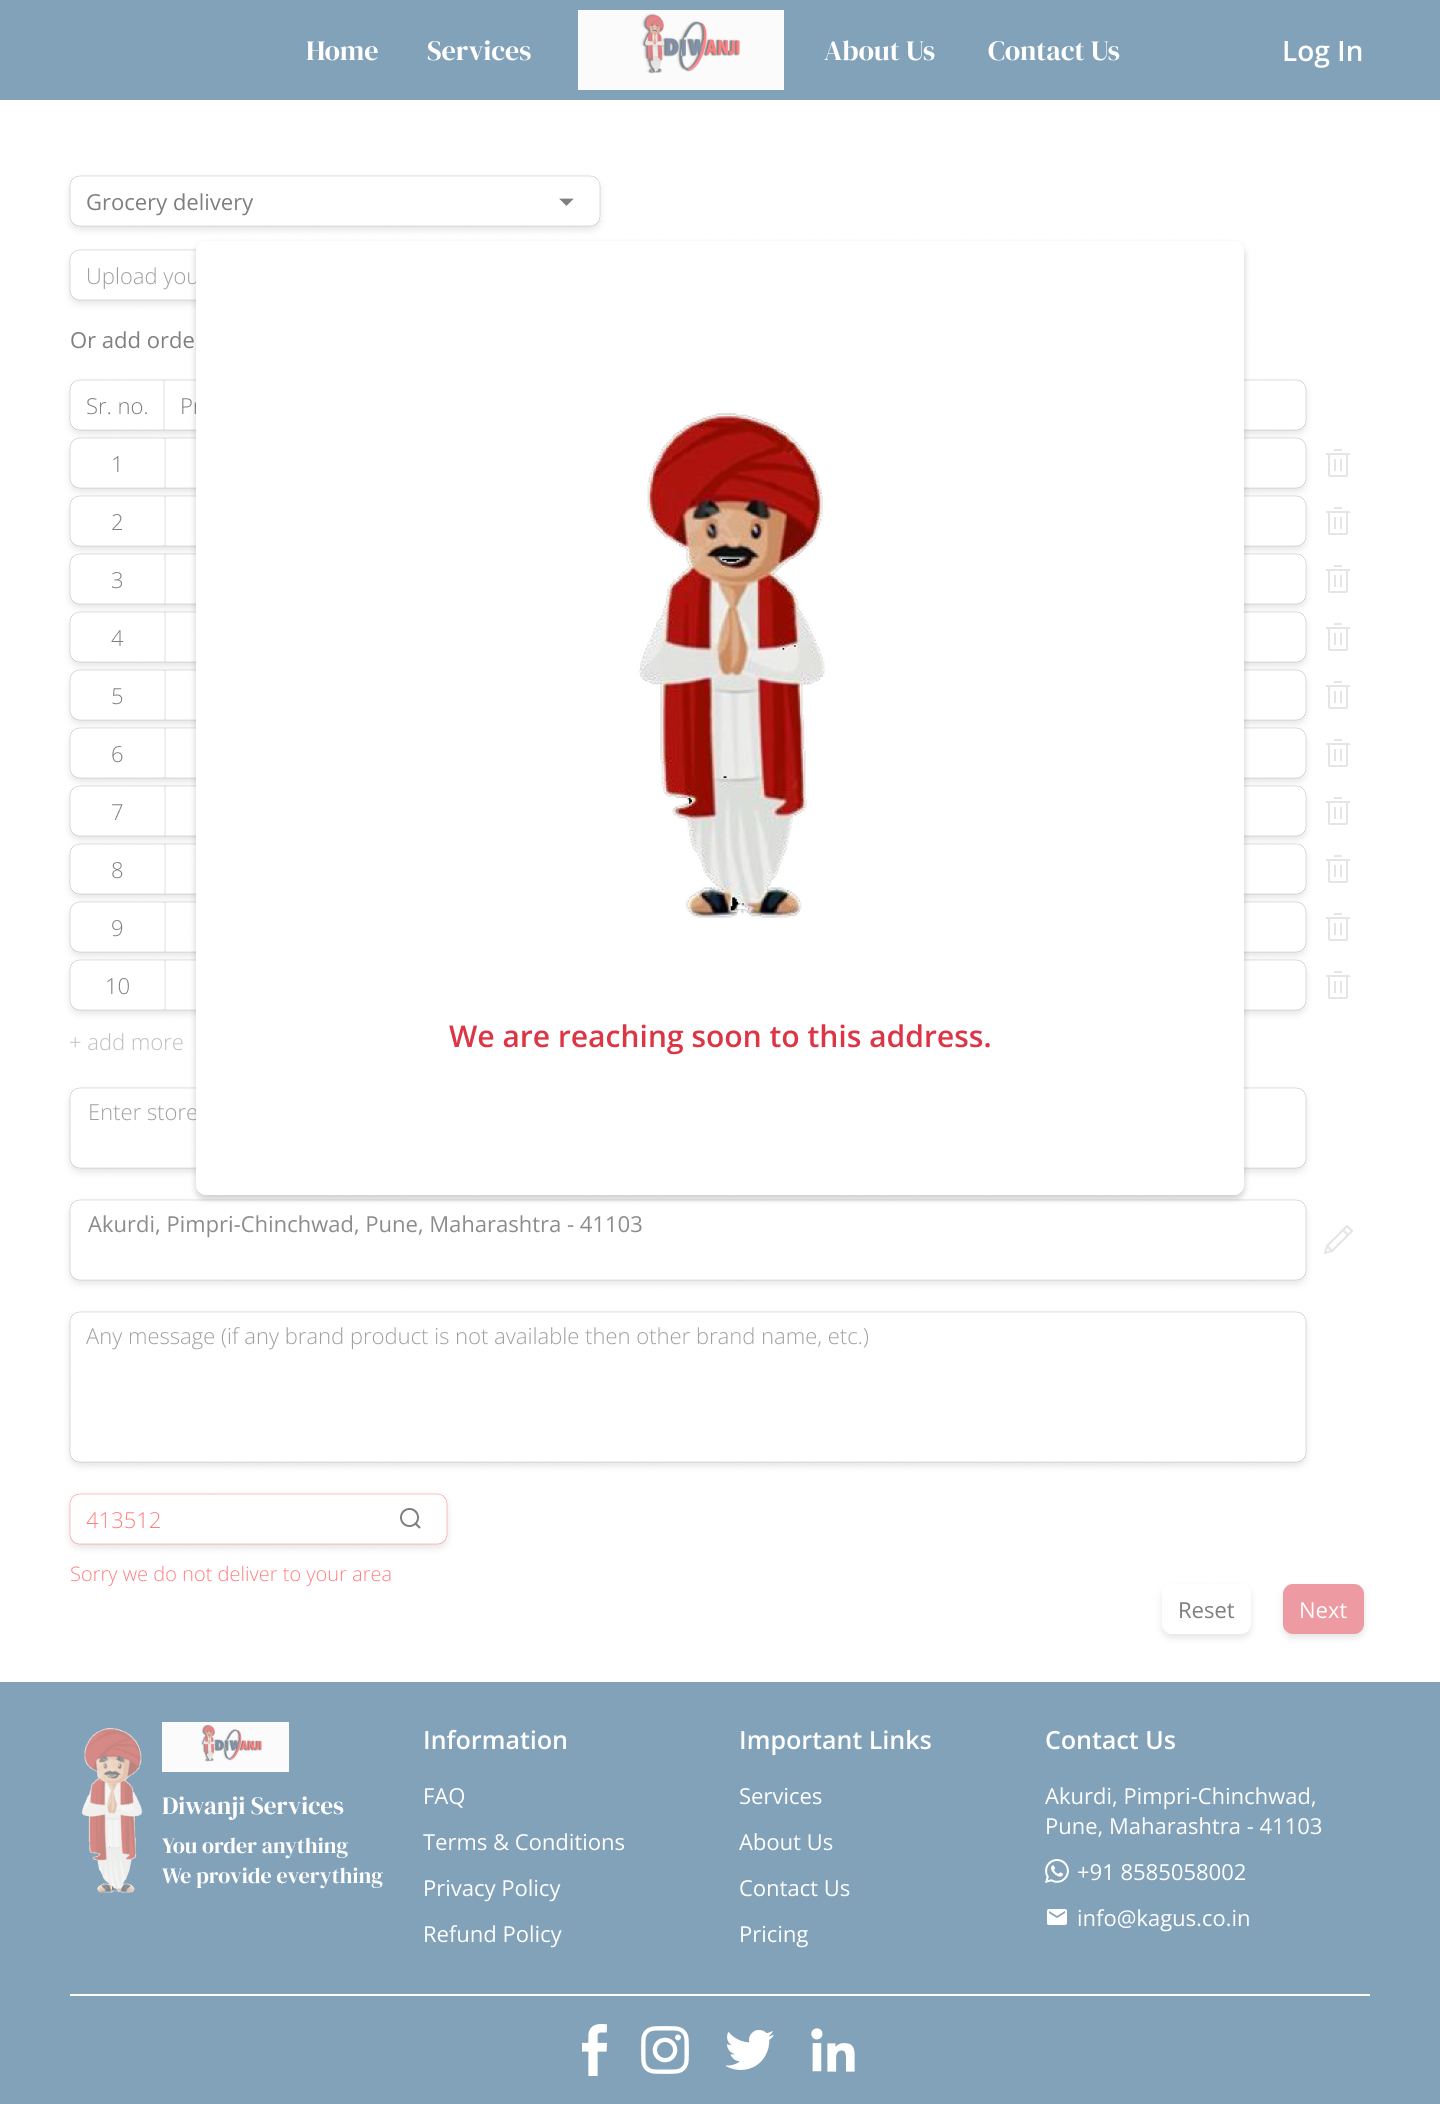 Home
Services
DIWANJI
About Us
Contact Us
Log In
Grocery delivery
Upload you
Or add orde
Sr. no.
Pr
1
2
3
4
5
6
7
8
9
10
+ add more
We are reaching soon to this address.
Enter store
Akurdi, Pimpri-Chinchwad, Pune, Maharashtra - 41103
Any message (if any brand product is not available then other brand name, etc.)
413512
Sorry we do not deliver to your area
Reset
Next
DIWANJI
Diwanji Services
You order anything
We provide everything
Information
FAQ
Terms & Conditions
Privacy Policy
Refund Policy
Important Links
Services
About Us
Contact Us
Pricing
Contact Us
Akurdi, Pimpri-Chinchwad,
Pune, Maharashtra - 41103
+91 8585058002
info@kagus.co.in